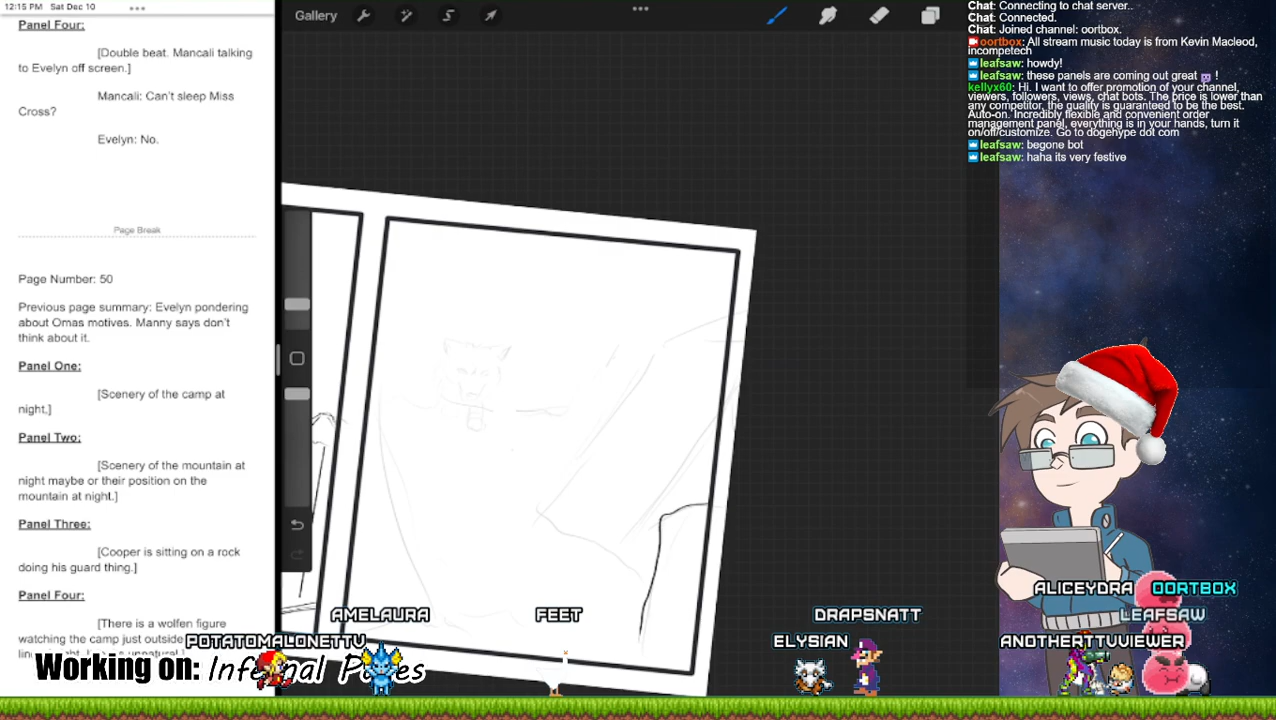 12:15 PM Sat Dec 10
Panel Four:
[Double beat. Mancali talking
to Evelyn off screen.]
Mancali: Can't sleep Miss
Cross?
Evelyn: No.
Page Break
Page Number: 50
Previous page summary: Evelyn pondering
about Omas motives. Manny says don't
think about it.
Panel One:
[Scenery of the camp at
night.]
Panel Two:
[Scenery of the mountain at
night maybe or their position on the
mountain at night.]
Panel Three:
[Cooper is sitting on a rock
doing his guard thing.]
Panel Four:
[There is a wolfen figure
watching the camp just outside
Gallery
Chat: Connecting to chat server..
Chat: Connected.
Chat: Joined channel: oortbox.
oortbox: All stream music today is from Kevin Macleod,
incompetech
leafsaw: howdy!
leafsaw: these panels are coming out great !
kellyx60: Hi. I want to offer promotion of your channel,
viewers, followers, views, chat bots. The price is lower than
any competitor, the quality is guaranteed to be the best.
Auto-on. Incredibly flexible and convenient order
management panel, everything is in your hands, turn it
on/off/customize. Go to dogehype dot com
leafsaw: begone bot
leafsaw: haha its very festive
ALICEYDRA OORTBOX
AMELAURA FEET DRAPSNATT LEAFSAW
POTATOMALONETTV ELYSIAN ANOTHERTTVVIEWER
Working on: